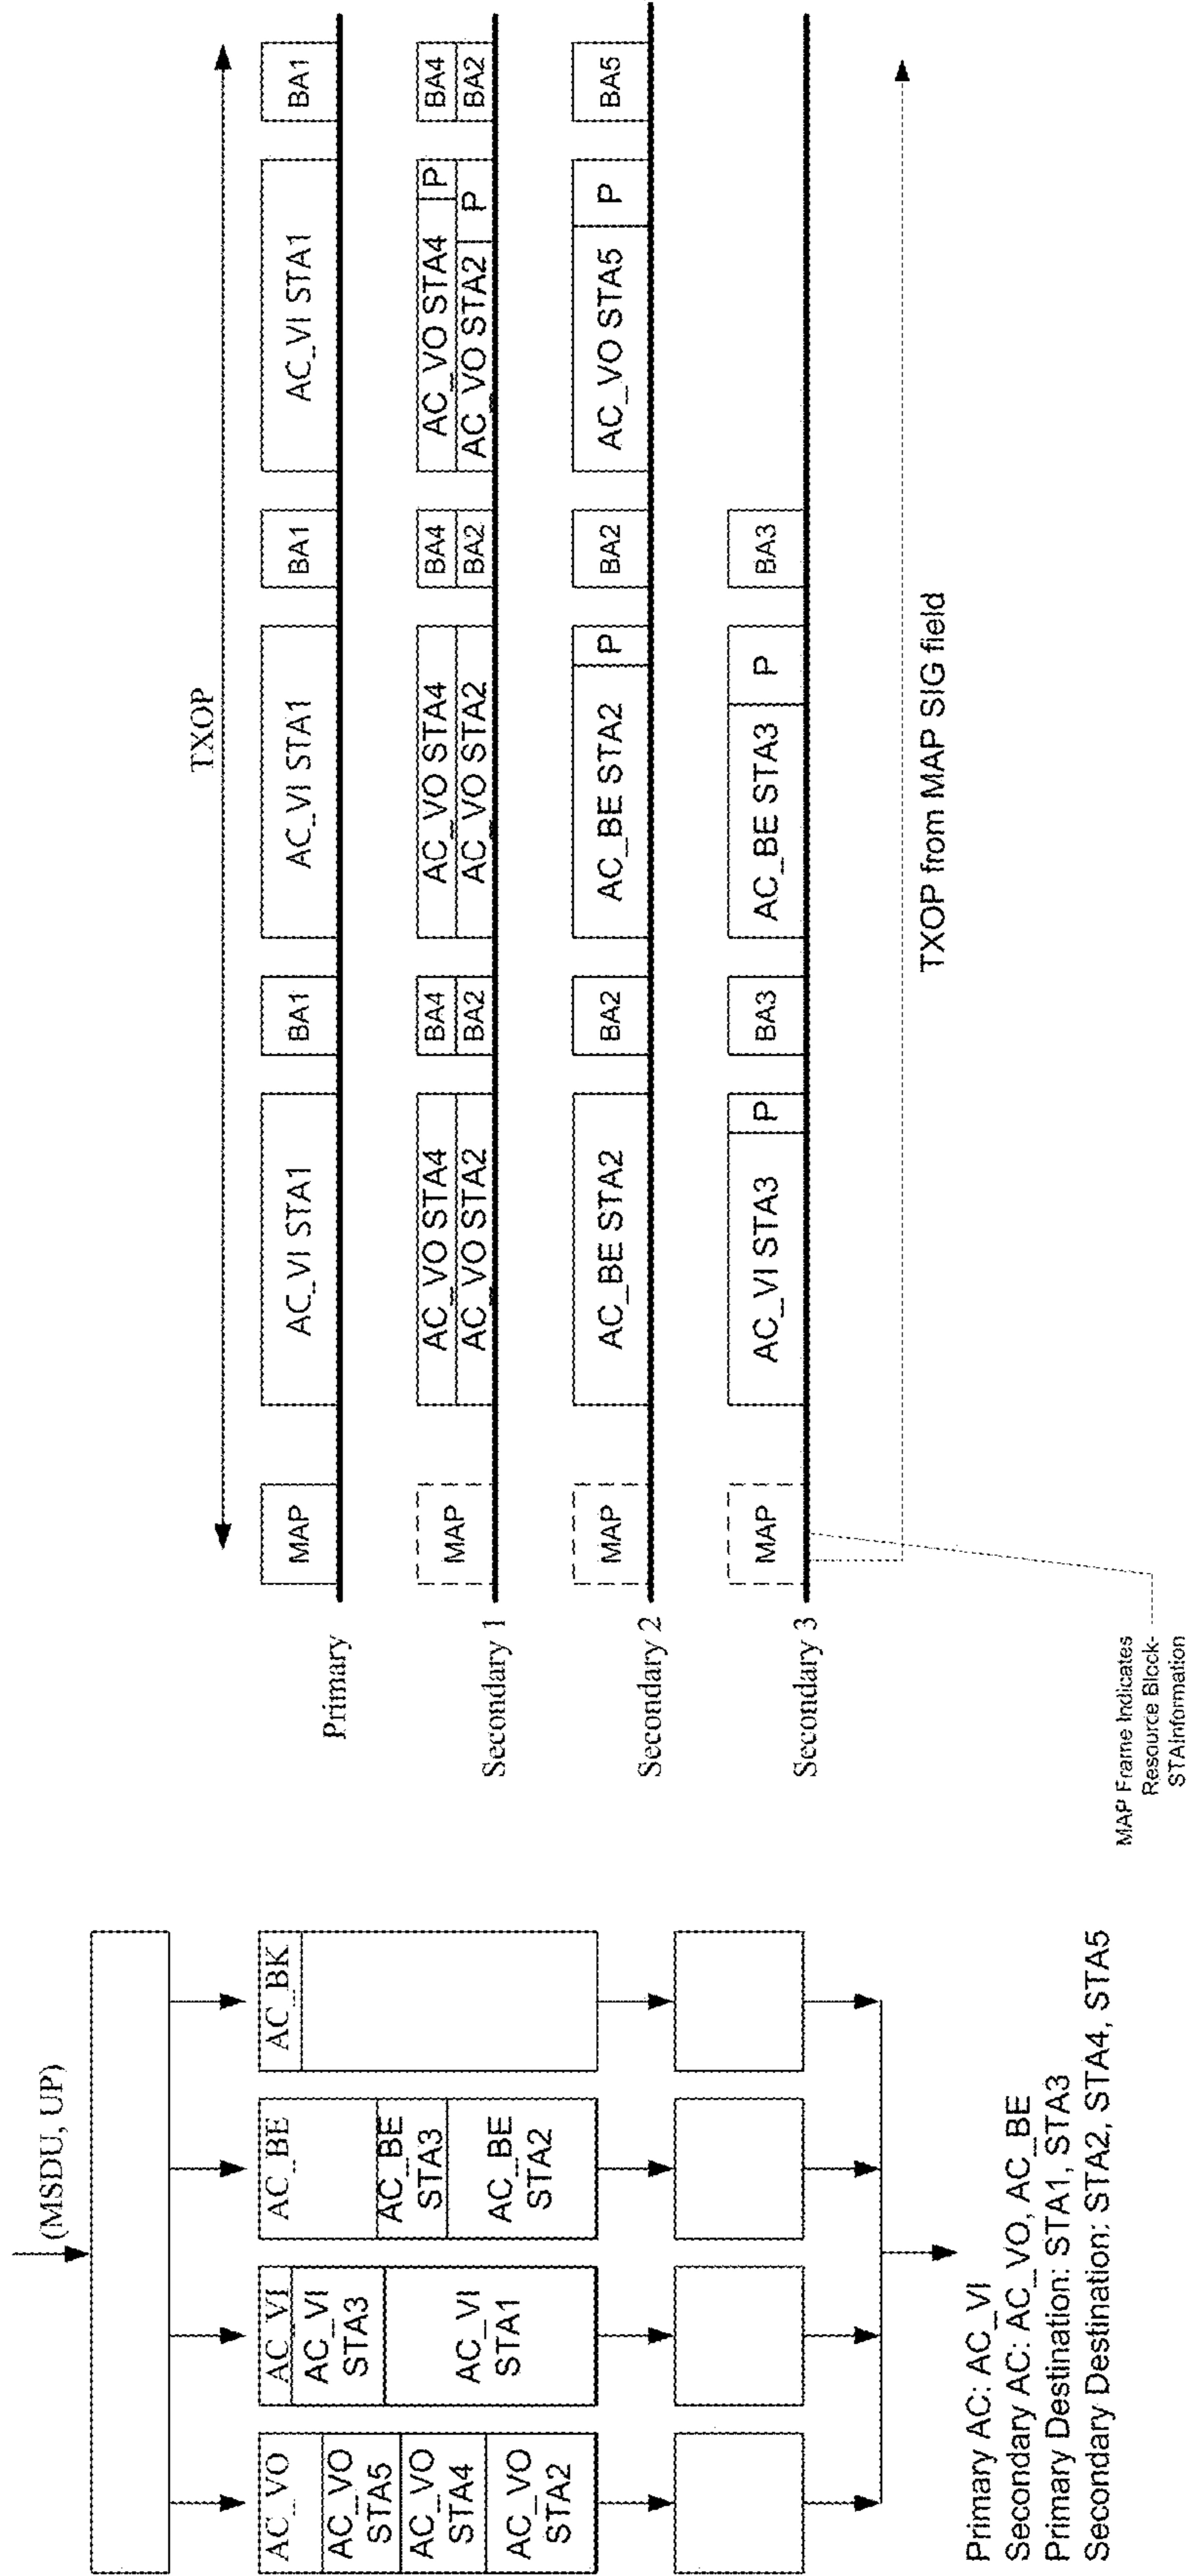 (MSDU, UP)
AC_VO
AC_VO
STA5
AC_VO
STA4
AC_VO
STA2
AC_VI
AC_VI
STA3
AC_VI
STA1
AC_BE
AC_BE
STA3
AC_BE
STA2
AC_BK
Primary AC: AC_VI
Secondary AC: AC_VO, AC_BE
Primary Destination: STA1, STA3
Secondary Destination: STA2, STA4, STA5
TXOP
Primary
MAP
AC_VI STA1
BA1
AC_VI STA1
BA1
AC_VI STA1
BA1
Secondary 1
MAP
AC_VO STA4
AC_VO STA2
BA4
BA2
AC_VO STA4
AC_VO STA2
BA4
BA2
AC_VO STA4
P
AC_VO STA2
P
BA4
BA2
Secondary 2
MAP
AC_BE STA2
BA2
AC_BE STA2
P
BA2
AC_VO STA5
P
BA5
Secondary 3
MAP
AC_VI STA3
P
BA3
AC_BE STA3
P
BA3
TXOP from MAP SIG field
MAP Frame Indicates
Resource Block-
STAInformation